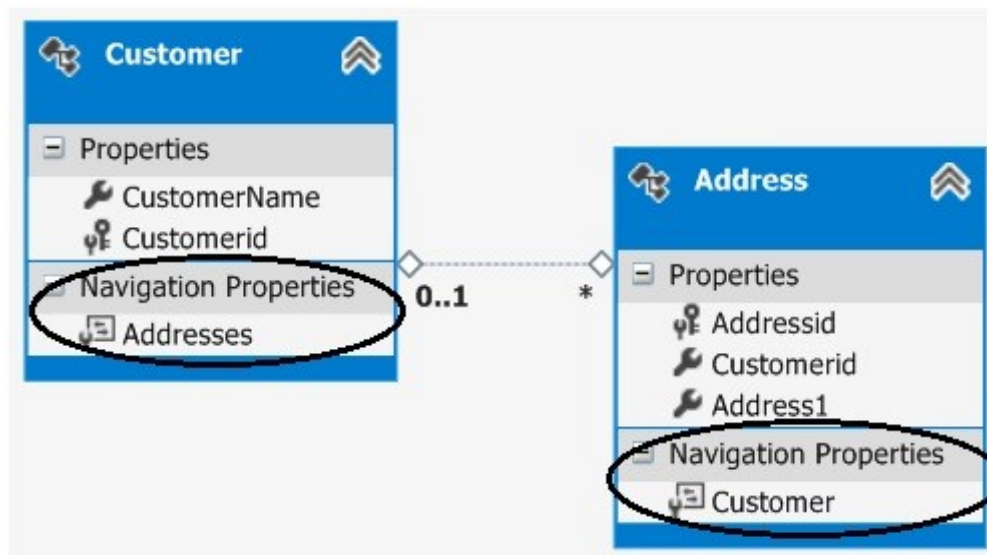 Customer
Properties
CustomerName
Customerid
Navigation Properties
Addresses
0..1
*
Address
Properties
Addressid
Customerid
Address1
Navigation Properties
Customer